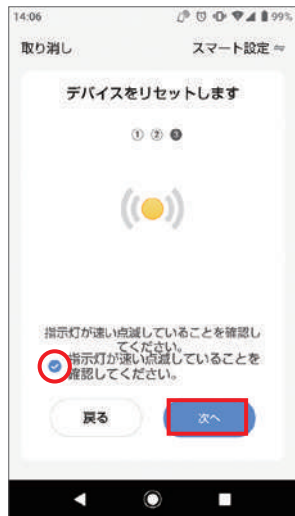 14:06 99%
取り消し スマート設定 ⇋
デバイスをリセットします
① ② ❸
指示灯が速い点滅していることを確認し
てください。
指示灯が速い点滅していることを
確認してください。
戻る 次へ